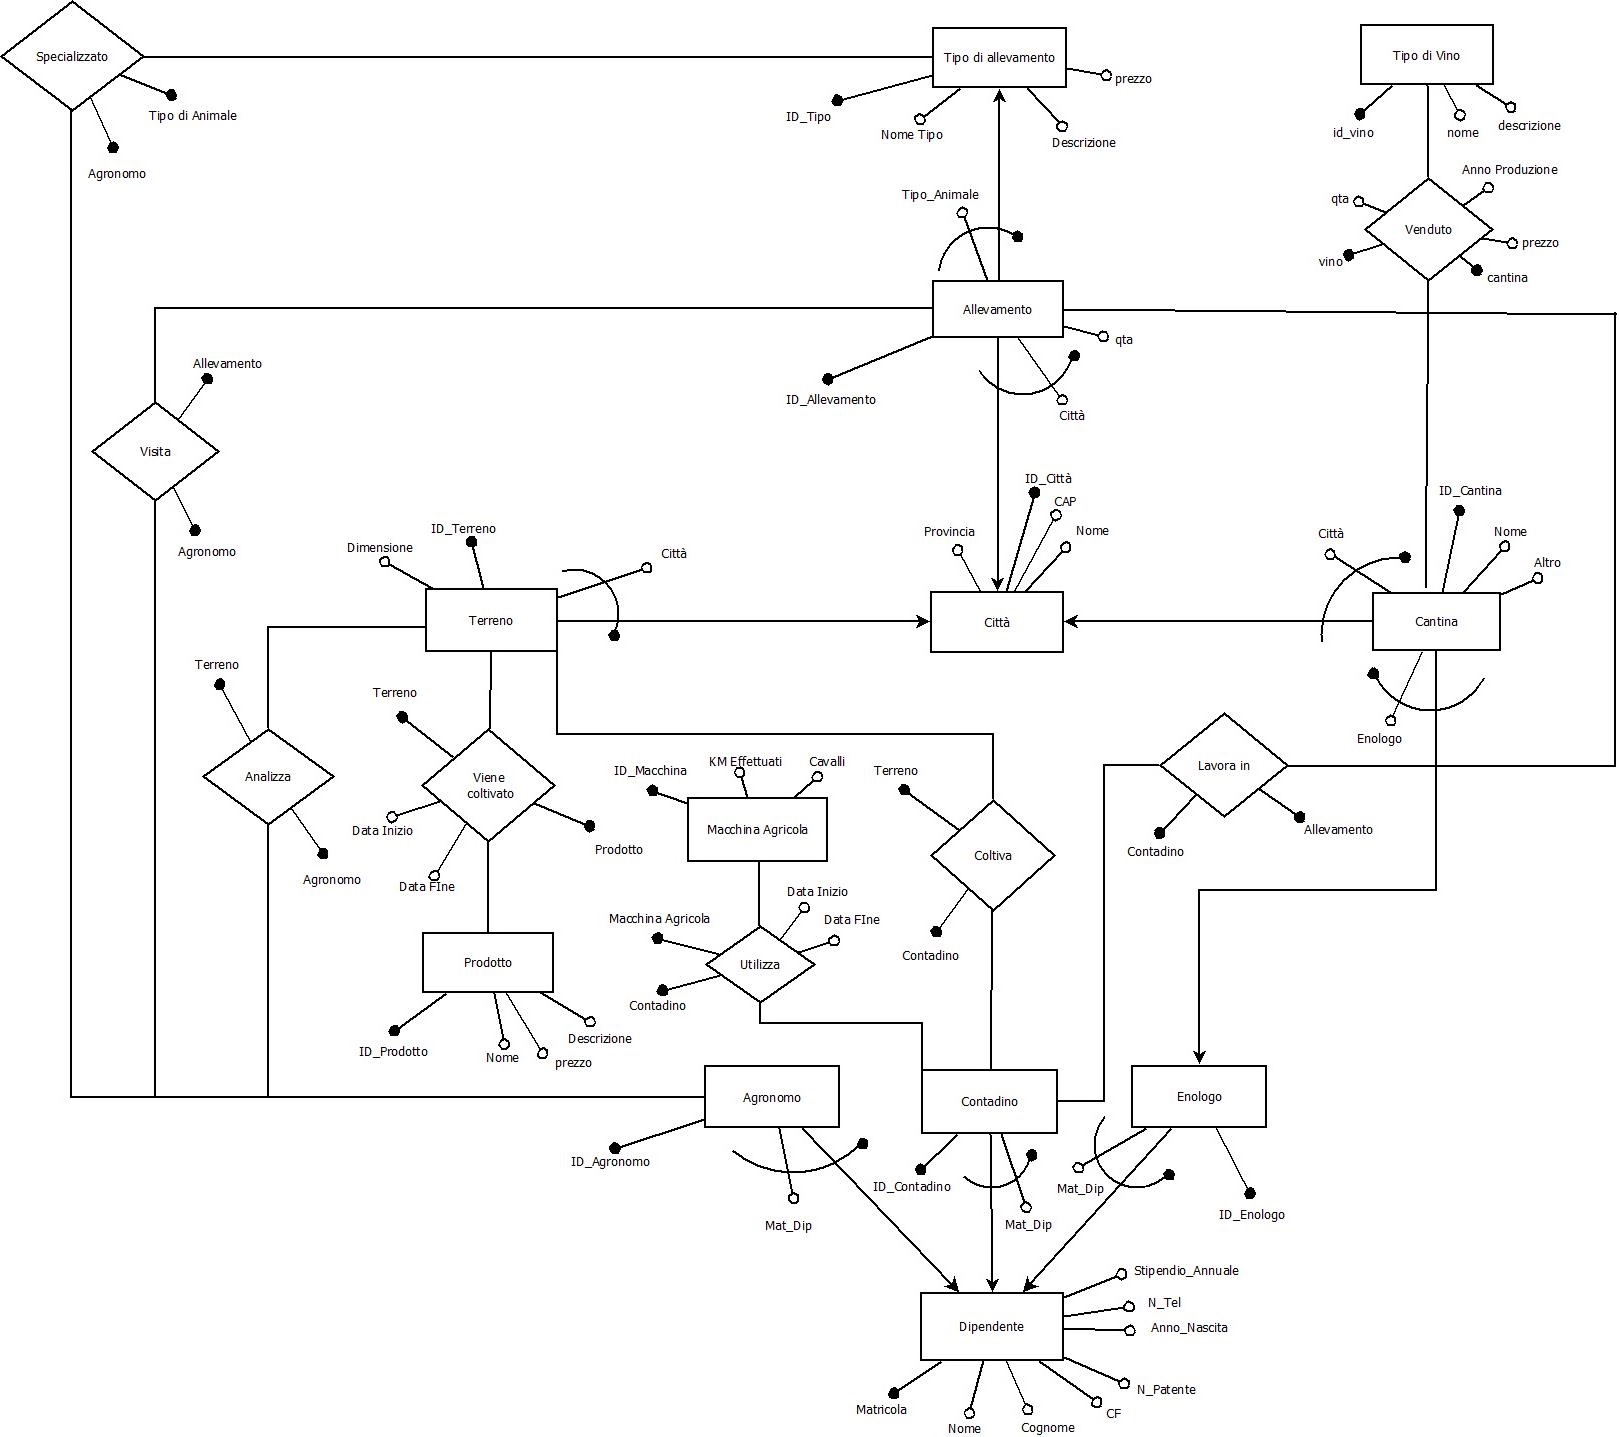 Specializzato
Tipo di Animale
Agronomo
Tipo di allevamento
prezzo
ID_Tipo
Nome Tipo
Descrizione
Tipo di Vino
id_vino
nome
descrizione
Anno Produzione
qta
Venduto
prezzo
vino
cantina
Tipo_Animale
Allevamento
qta
ID_Allevamento
Città
Allevamento
Visita
Agronomo
ID_Città
CAP
Provincia
Nome
Città
ID_Cantina
Città
Nome
Altro
Cantina
Enologo
ID_Terreno
Dimensione
Città
Terreno
Terreno
Analizza
Agronomo
Terreno
Viene
coltivato
Data Inizio
Prodotto
Data FIne
Prodotto
ID_Prodotto
Nome
prezzo
Descrizione
ID_Macchina
KM Effettuati
Cavalli
Macchina Agricola
Data Inizio
Macchina Agricola
Data FIne
Utilizza
Contadino
Terreno
Coltiva
Contadino
Lavora in
Contadino
Allevamento
Agronomo
ID_Agronomo
Mat_Dip
Contadino
ID_Contadino
Mat_Dip
Enologo
Mat_Dip
ID_Enologo
Dipendente
Stipendio_Annuale
N_Tel
Anno_Nascita
N_Patente
CF
Matricola
Nome
Cognome